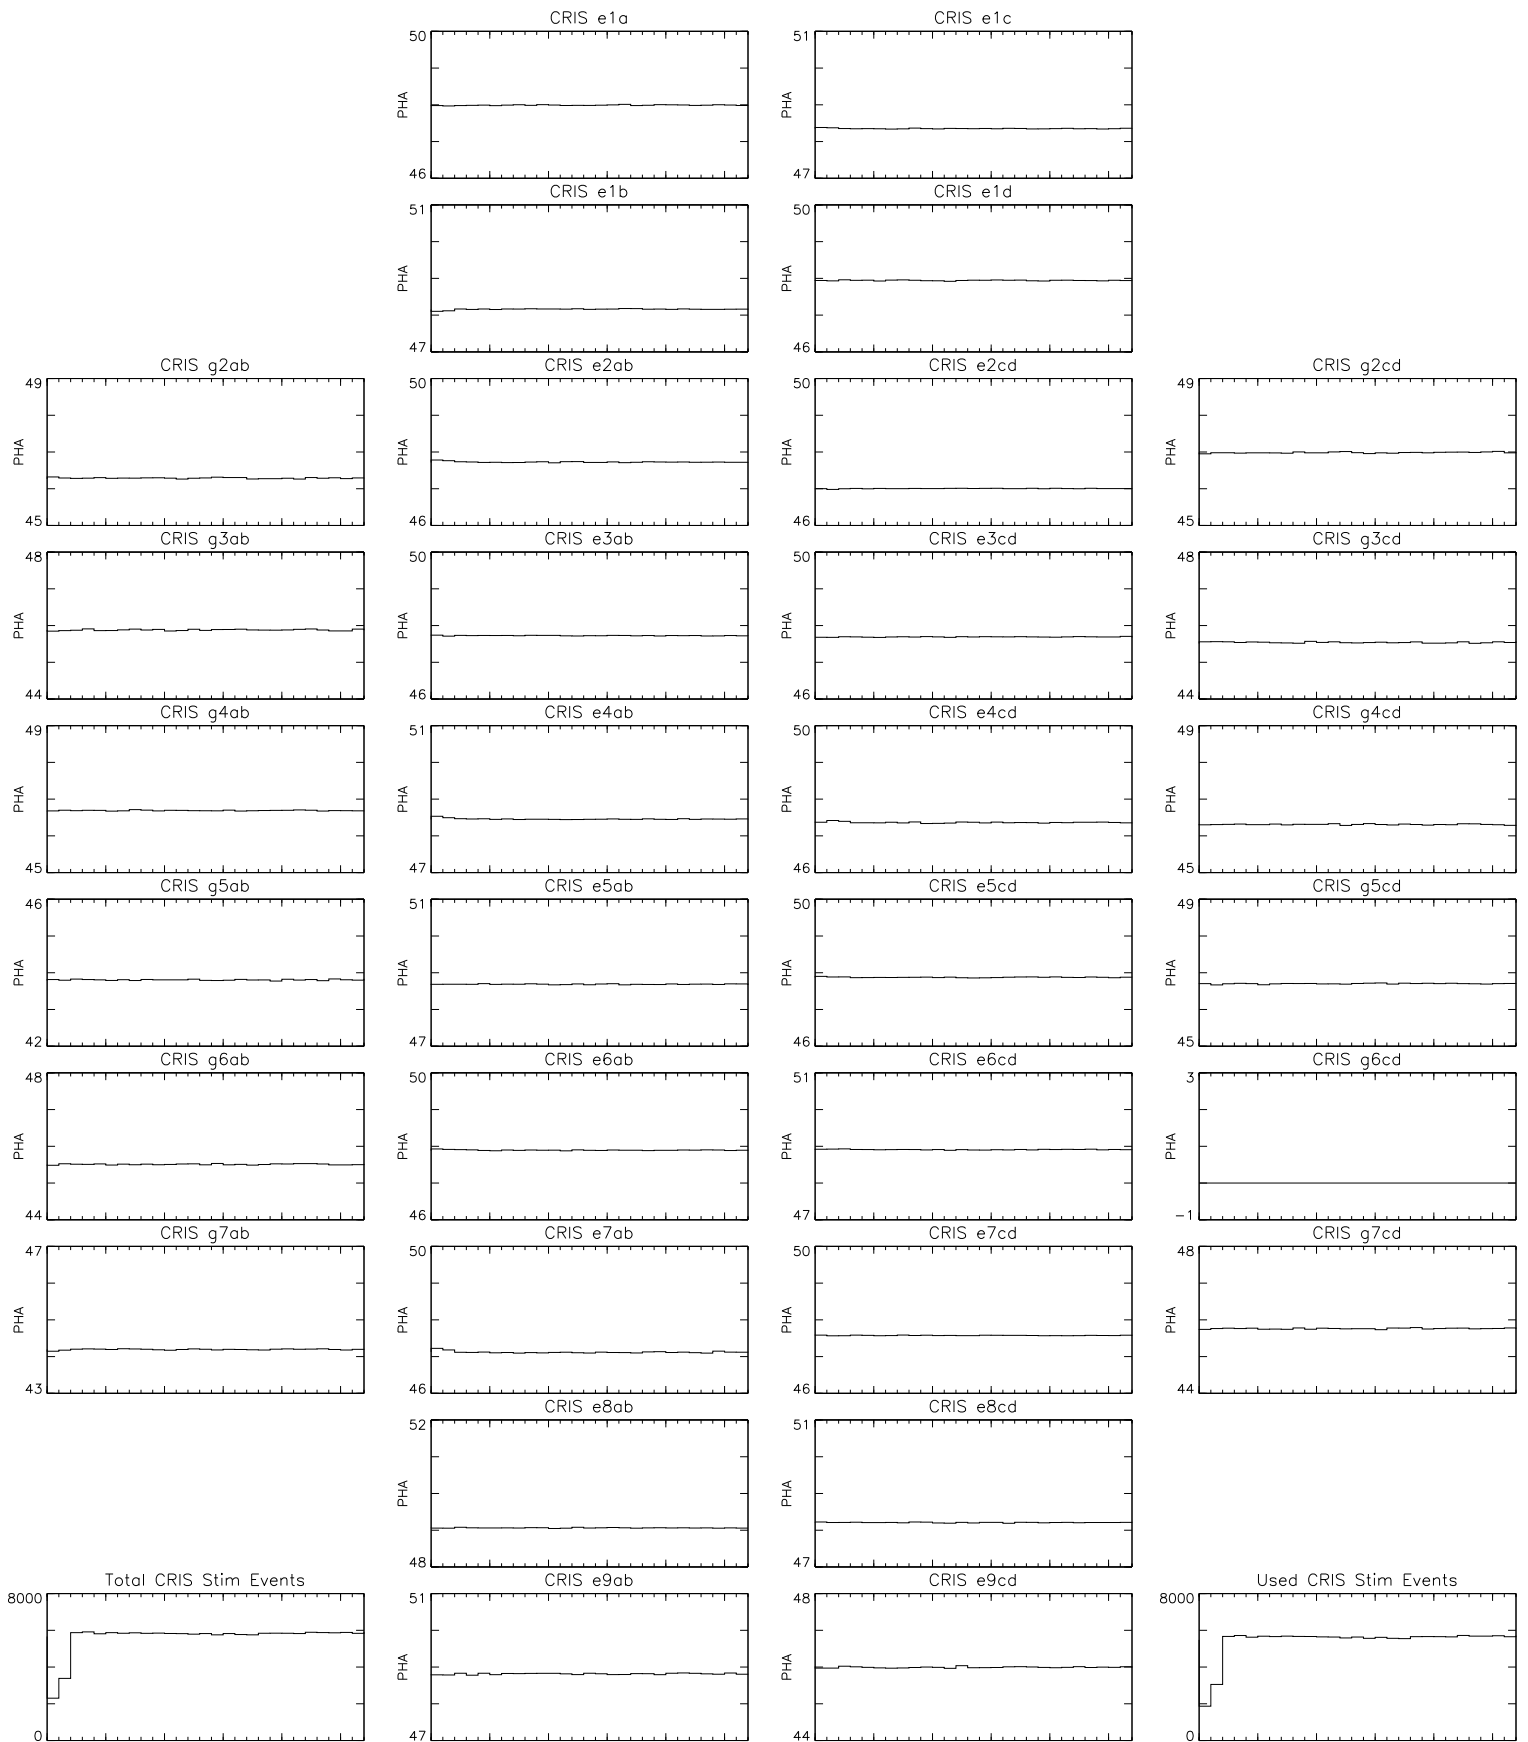 CRIS e1a
50
PHA
46
CRIS e1c
51
PHA
47
CRIS e1b
51
PHA
47
CRIS e1d
50
PHA
46
CRIS g2ab
49
PHA
45
CRIS e2ab
50
PHA
46
CRIS e2cd
50
PHA
46
CRIS g2cd
49
PHA
45
CRIS g3ab
48
PHA
44
CRIS e3ab
50
PHA
46
CRIS e3cd
50
PHA
46
CRIS g3cd
48
PHA
44
CRIS g4ab
49
PHA
45
CRIS e4ab
51
PHA
47
CRIS e4cd
50
PHA
46
CRIS g4cd
49
PHA
45
CRIS g5ab
46
PHA
42
CRIS e5ab
51
PHA
47
CRIS e5cd
50
PHA
46
CRIS g5cd
49
PHA
45
CRIS g6ab
48
PHA
44
CRIS e6ab
50
PHA
46
CRIS e6cd
51
PHA
47
CRIS g6cd
3
PHA
−1
CRIS g7ab
47
PHA
43
CRIS e7ab
50
PHA
46
CRIS e7cd
50
PHA
46
CRIS g7cd
48
PHA
44
CRIS e8ab
52
PHA
48
CRIS e8cd
51
PHA
47
Total CRIS Stim Events
8000
0
CRIS e9ab
51
PHA
47
CRIS e9cd
48
PHA
44
Used CRIS Stim Events
8000
0